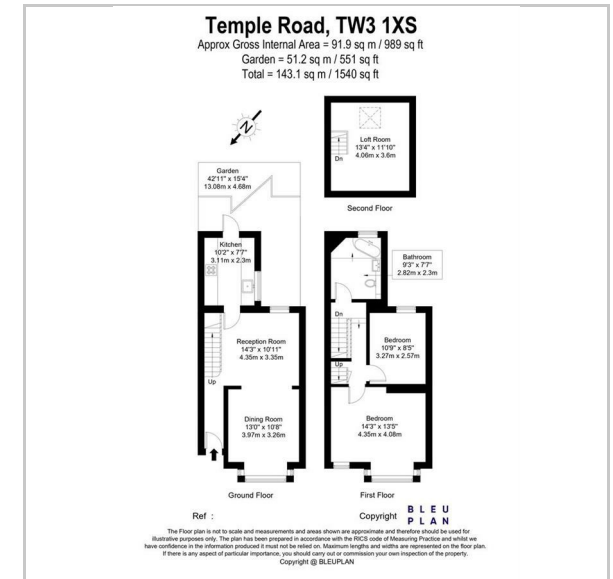 Temple Road, TW3 1XS
Approx Gross Internal Area = 91.9 sq m / 989 sq ft
Garden = 51.2 sq m / 551 sq ft
Total = 143.1 sq m / 1540 sq ft
N
Loft Room
13'4" x 11'10"
4.06m x 3.6m
Dn
Second Floor
Garden
42'11" x 15'4"
13.08m x 4.68m
Kitchen
10'2" x 7'7"
3.11m x 2.3m
Reception Room
14'3" x 10'11"
4.35m x 3.35m
Up
Dining Room
13'0" x 10'8"
3.97m x 3.26m
Ground Floor
Bathroom
9'3" x 7'7"
2.82m x 2.3m
Dn
Bedroom
10'9" x 8'5"
3.27m x 2.57m
Up
Bedroom
14'3" x 13'5"
4.35m x 4.08m
First Floor
Ref :
Copyright
BLEU
PLAN
The Floor plan is not to scale and measurements and areas shown are approximate and therefore should be used for
illustrative purposes only. The plan has been prepared in accordance with the RICS code of Measuring Practice and whilst we
have confidence in the information produced it must not be relied on. Maximum lengths and widths are represented on the floor plan.
If there is any aspect of particular importance, you should carry out or commission your own inspection of the property.
Copyright @ BLEUPLAN